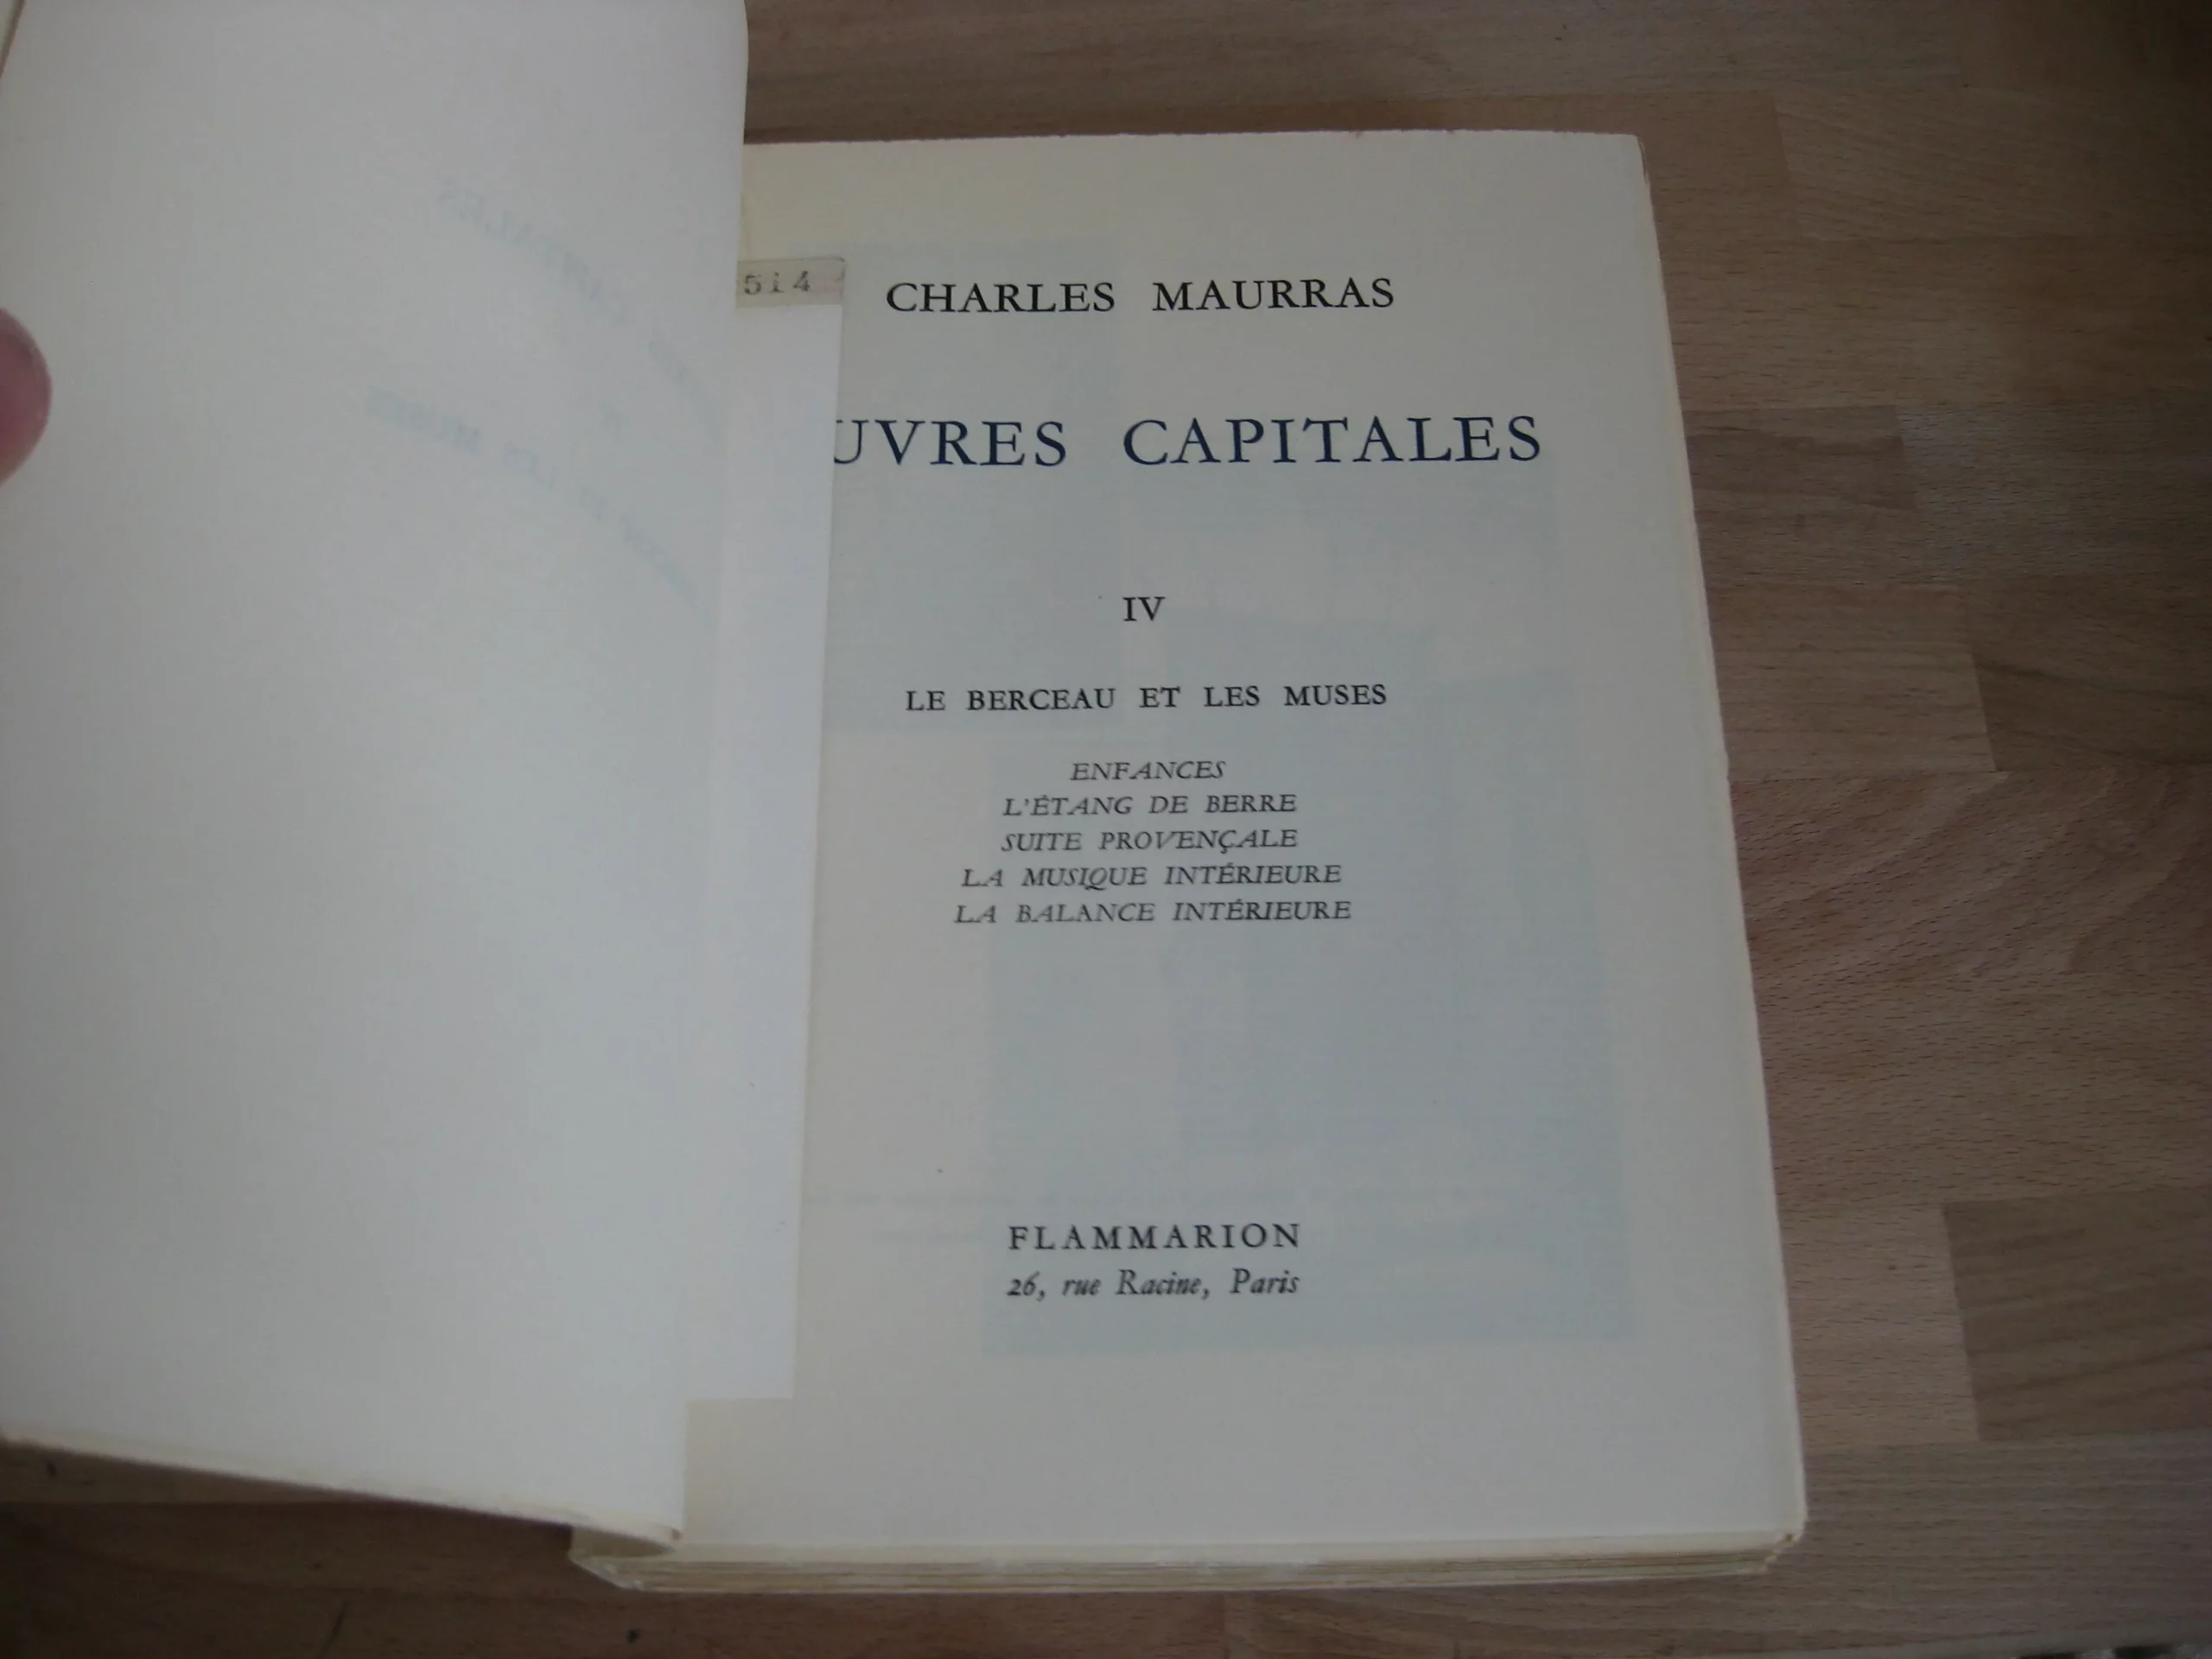 514
CHARLES MAURRAS
UVRES CAPITALES
IV
LE BERCEAU ET LES MUSES
ENFANCES
L'ÉTANG DE BERRE
SUITE PROVENÇALE
LA MUSIQUE INTÉRIEURE
LA BALANCE INTÉRIEURE
FLAMMARION
26, rue Racine, Paris